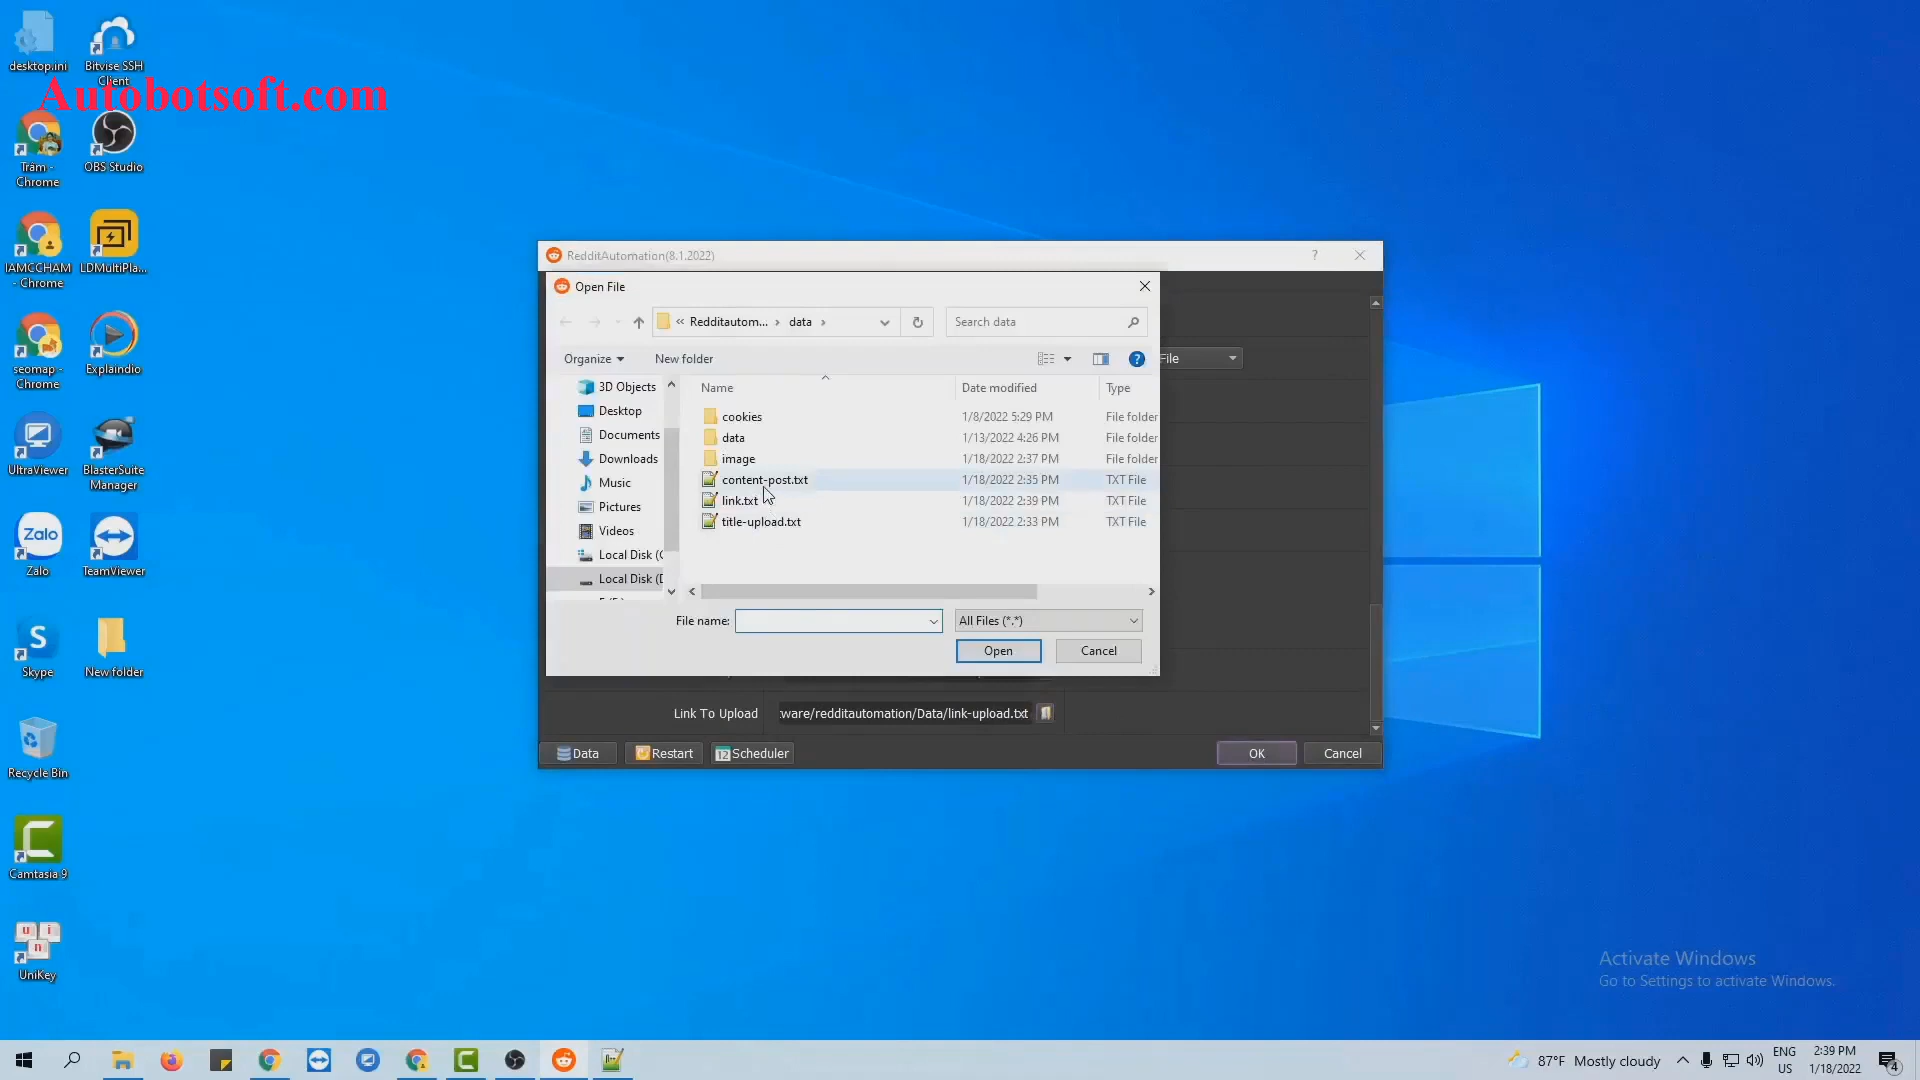 desktop.ini
Bitvise SSH
Client
Autobotsoft.com
Trâm -
Chrome
OBS Studio
IAMCCHAM
- Chrome
LDMultiPla...
seomap -
Chrome
Explaindio
UltraViewer
BlasterSuite
Manager
Zalo
Zalo
TeamViewer
Skype
New folder
Recycle Bin
Camtasia 9
UniKey
RedditAutomation(8.1.2022)
?
Open File
« Redditautom... › data ›
Search data
Organize
New folder
File
Name
Date modified
Type
3D Objects
Desktop
Documents
Downloads
Music
Pictures
Videos
Local Disk (
Local Disk (
cookies 1/8/2022 5:29 PM File folder
data 1/13/2022 4:26 PM File folder
image 1/18/2022 2:37 PM File folder
content-post.txt 1/18/2022 2:35 PM TXT File
link.txt 1/18/2022 2:39 PM TXT File
title-upload.txt 1/18/2022 2:33 PM TXT File
File name:
All Files (*.*)
Open
Cancel
Link To Upload
ware/redditautomation/Data/link-upload.txt
Data
Restart
12 Scheduler
OK
Cancel
Activate Windows
Go to Settings to activate Windows.
87°F Mostly cloudy
ENG
US
2:39 PM
1/18/2022
4